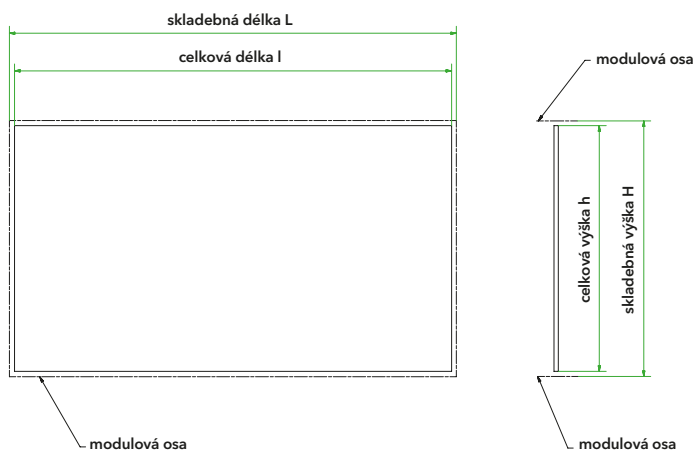 skladebná délka L
celková délka l
modulová osa
celková výška h
skladebná výška H
modulová osa
modulová osa